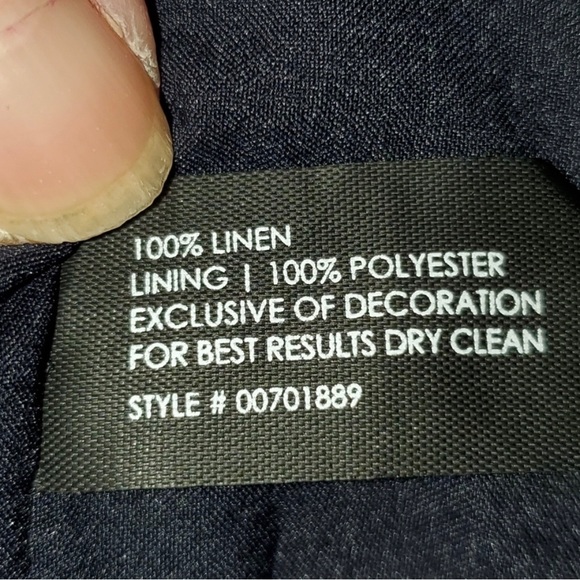 100% LINEN
LINING | 100% POLYESTER
EXCLUSIVE OF DECORATION
FOR BEST RESULTS DRY CLEAN
STYLE # 00701889